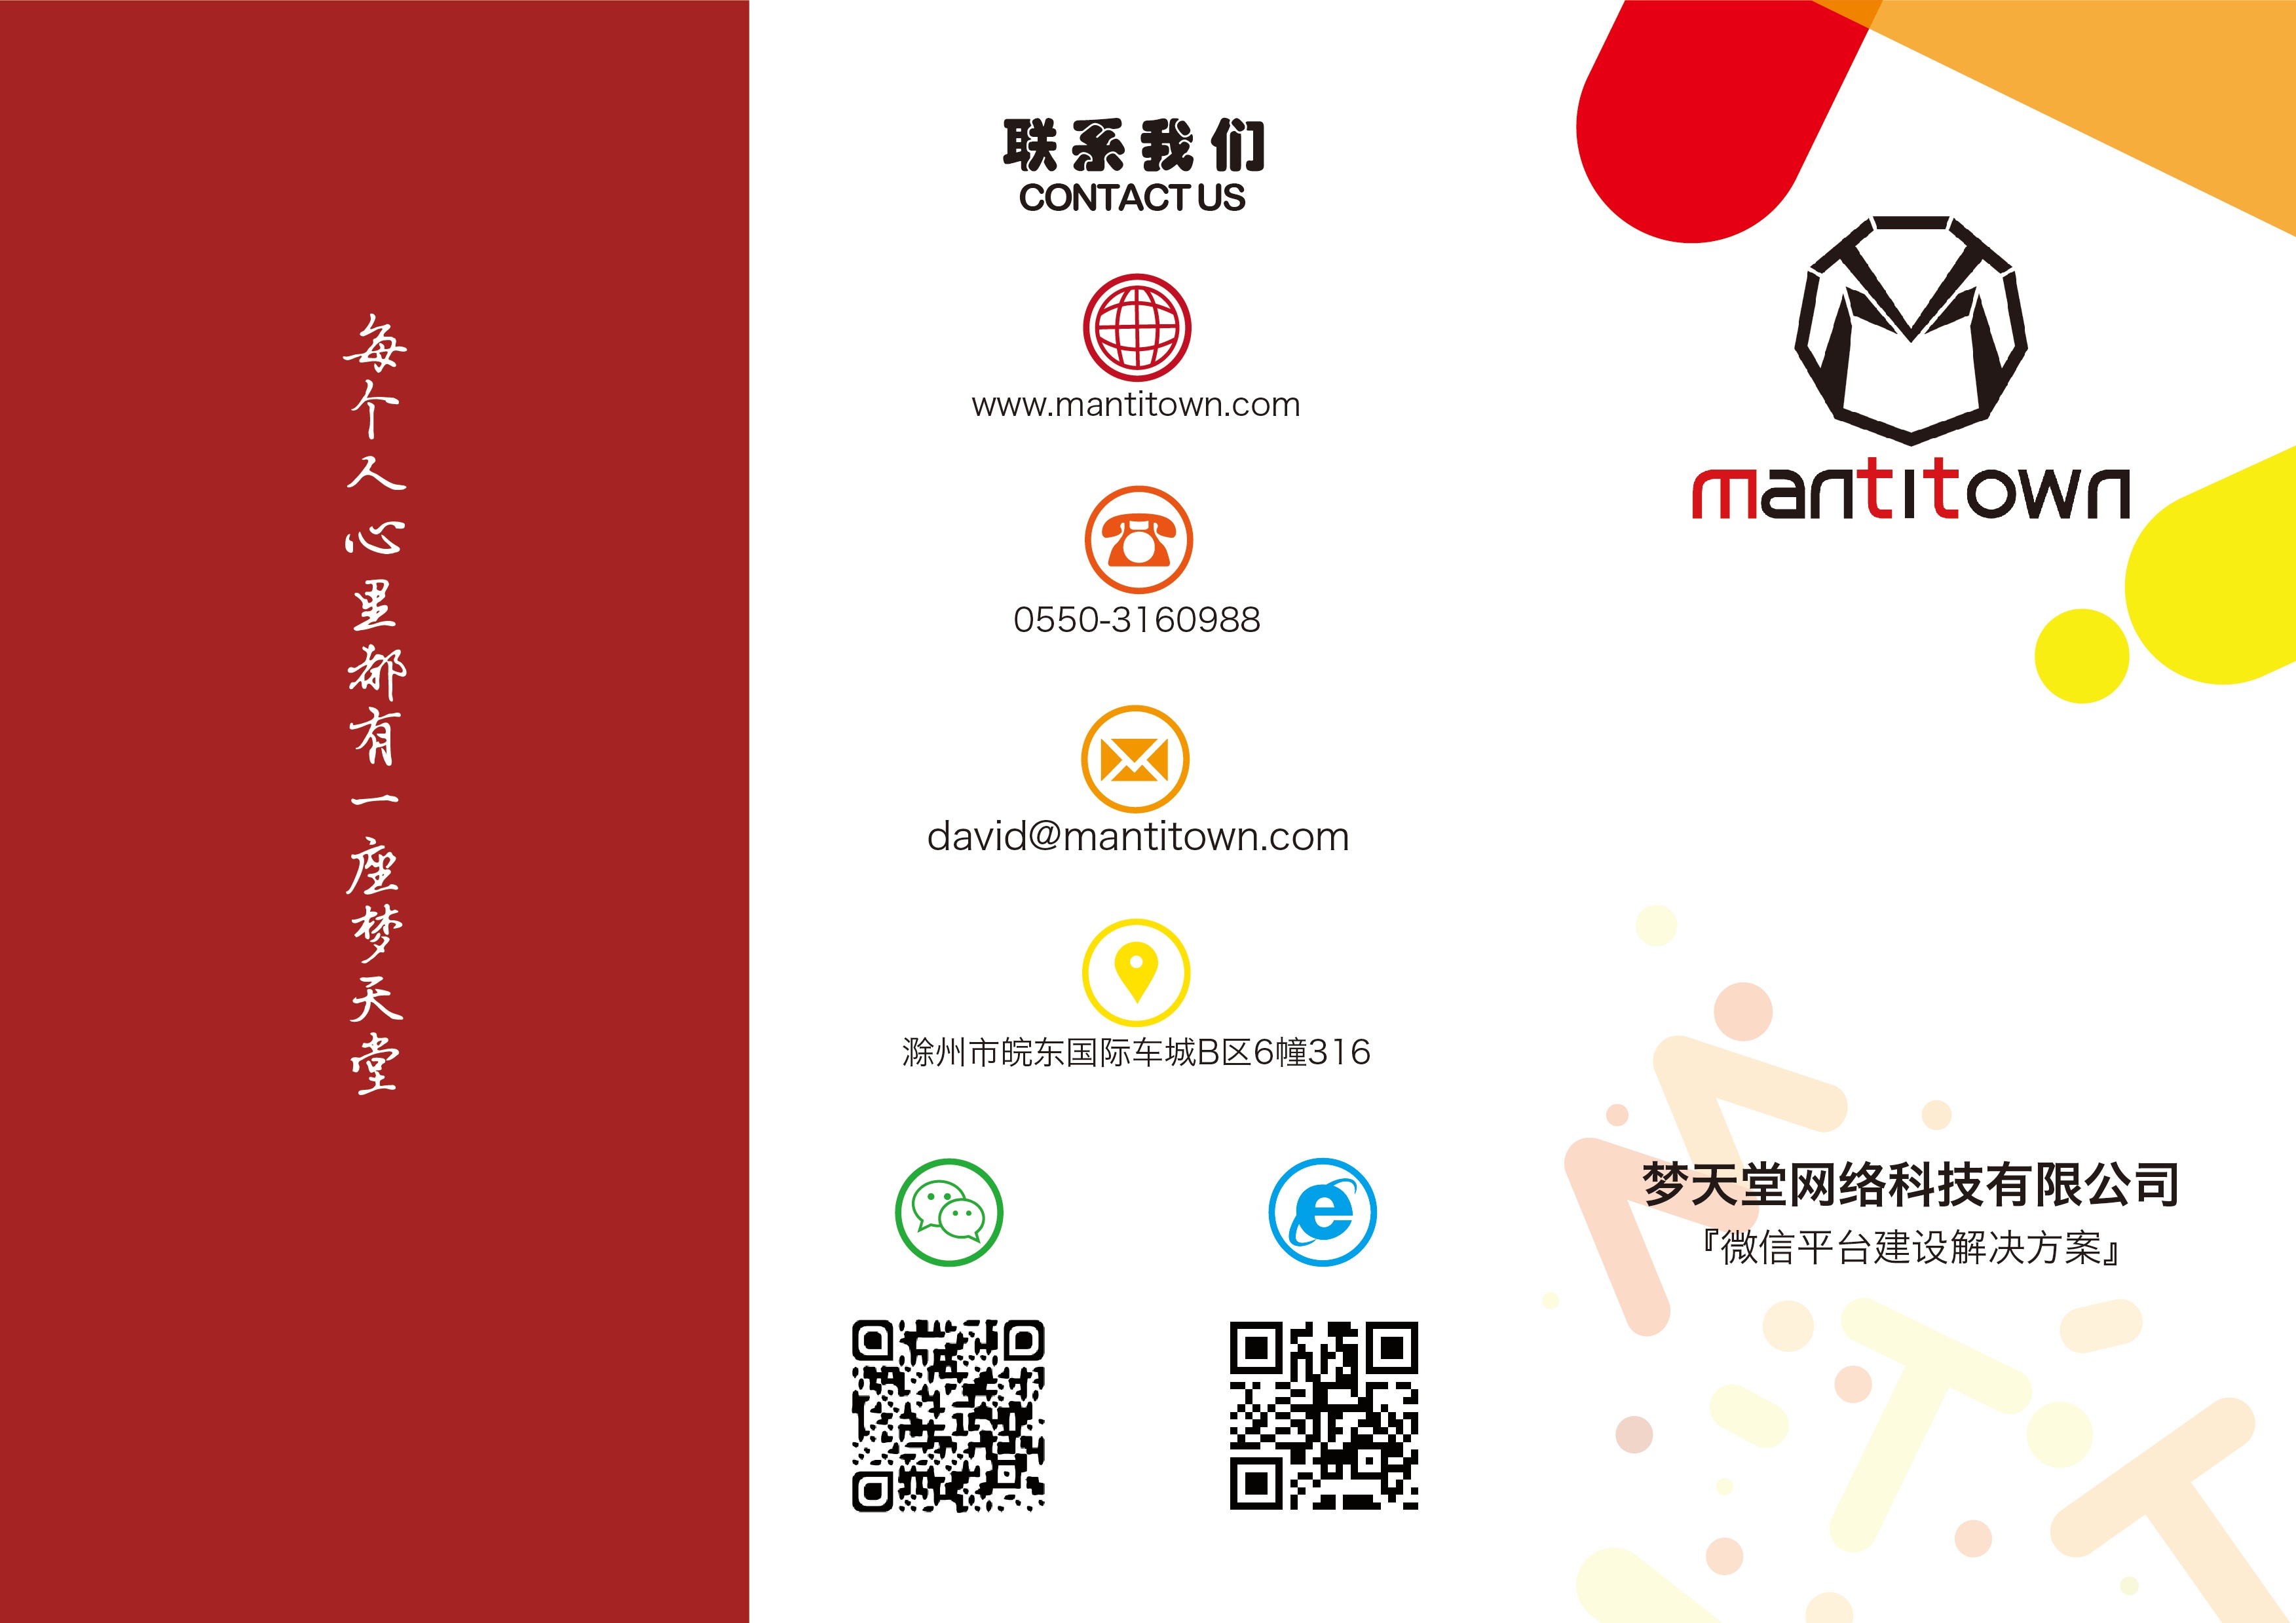 每个人心里都有一座梦天堂
联系我们
CONTACT US
www.mantitown.com
0550-3160988
david@mantitown.com
滁州市皖东国际车城B区6幢316
mantitown
梦天堂网络科技有限公司
『微信平台建设解决方案』